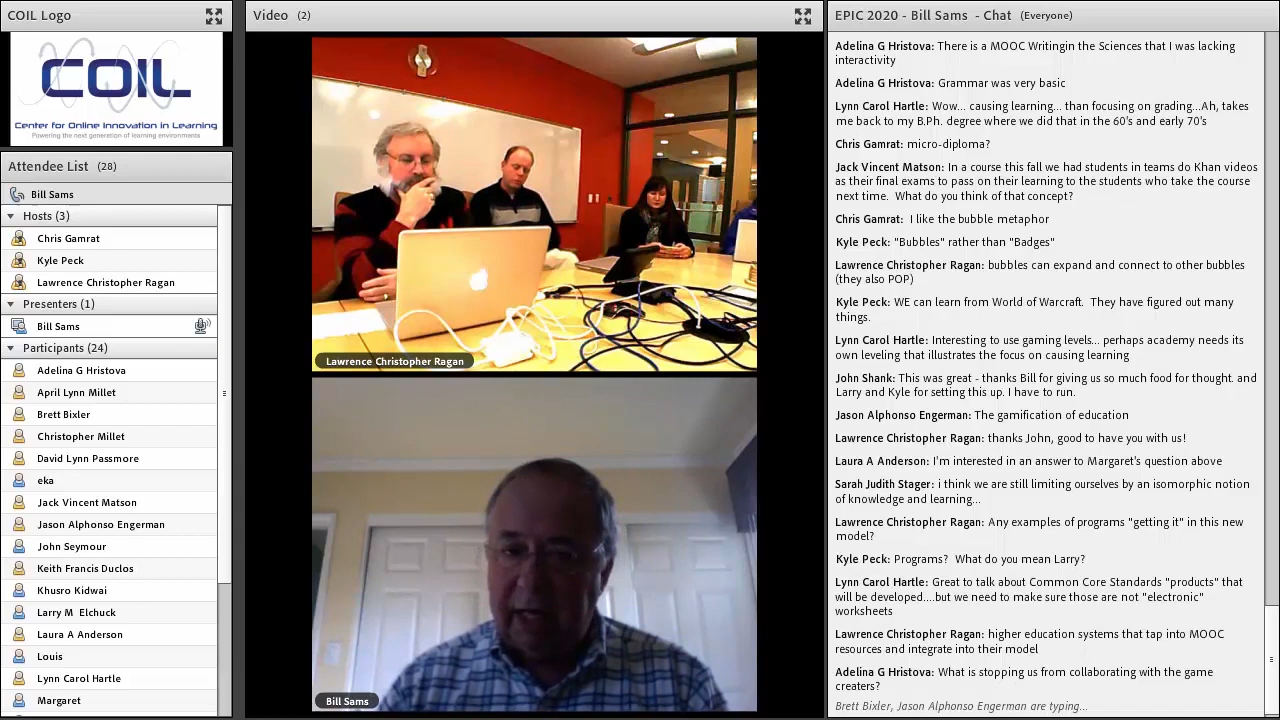 COIL Logo
COIL
Center for Online Innovation in Learning
Powering the next generation of learning environments
Attendee List (28)
Bill Sams
Hosts (3)
Chris Gamrat
Kyle Peck
Lawrence Christopher Ragan
Presenters (1)
Bill Sams
Participants (24)
Adelina G Hristova
April Lynn Millet
Brett Bixler
Christopher Millet
David Lynn Passmore
eka
Jack Vincent Matson
Jason Alphonso Engerman
John Seymour
Keith Francis Duclos
Khusro Kidwai
Larry M Elchuck
Laura A Anderson
Louis
Lynn Carol Hartle
Margaret
Video (2)
Lawrence Christopher Ragan
Bill Sams
EPIC 2020 - Bill Sams - Chat (Everyone)
Adelina G Hristova: There is a MOOC Writingin the Sciences that I was lacking
interactivity
Adelina G Hristova: Grammar was very basic
Lynn Carol Hartle: Wow... causing learning... than focusing on grading...Ah, takes
me back to my B.Ph. degree where we did that in the 60's and early 70's
Chris Gamrat: micro-diploma?
Jack Vincent Matson: In a course this fall we had students in teams do Khan videos
as their final exams to pass on their learning to the students who take the course
next time. What do you think of that concept?
Chris Gamrat: I like the bubble metaphor
Kyle Peck: "Bubbles" rather than "Badges"
Lawrence Christopher Ragan: bubbles can expand and connect to other bubbles
(they also POP)
Kyle Peck: WE can learn from World of Warcraft. They have figured out many
things.
Lynn Carol Hartle: Interesting to use gaming levels... perhaps academy needs its
own leveling that illustrates the focus on causing learning
John Shank: This was great - thanks Bill for giving us so much food for thought. and
Larry and Kyle for setting this up. I have to run.
Jason Alphonso Engerman: The gamification of education
Lawrence Christopher Ragan: thanks John, good to have you with us!
Laura A Anderson: I'm interested in an answer to Margaret's question above
Sarah Judith Stager: i think we are still limiting ourselves by an isomorphic notion
of knowledge and learning...
Lawrence Christopher Ragan: Any examples of programs "getting it" in this new
model?
Kyle Peck: Programs? What do you mean Larry?
Lynn Carol Hartle: Great to talk about Common Core Standards "products" that
will be developed....but we need to make sure those are not "electronic"
worksheets
Lawrence Christopher Ragan: higher education systems that tap into MOOC
resources and integrate into their model
Adelina G Hristova: What is stopping us from collaborating with the game
creaters?
Brett Bixler, Jason Alphonso Engerman are typing...